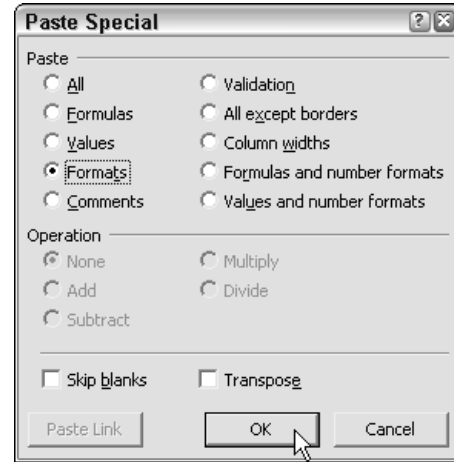 Paste Special
Paste
All
Validation
Formulas
All except borders
Values
Column widths
Formats
Formulas and number formats
Comments
Values and number formats
Operation
None
Multiply
Add
Divide
Subtract
Skip blanks
Transpose
Paste Link
OK
Cancel